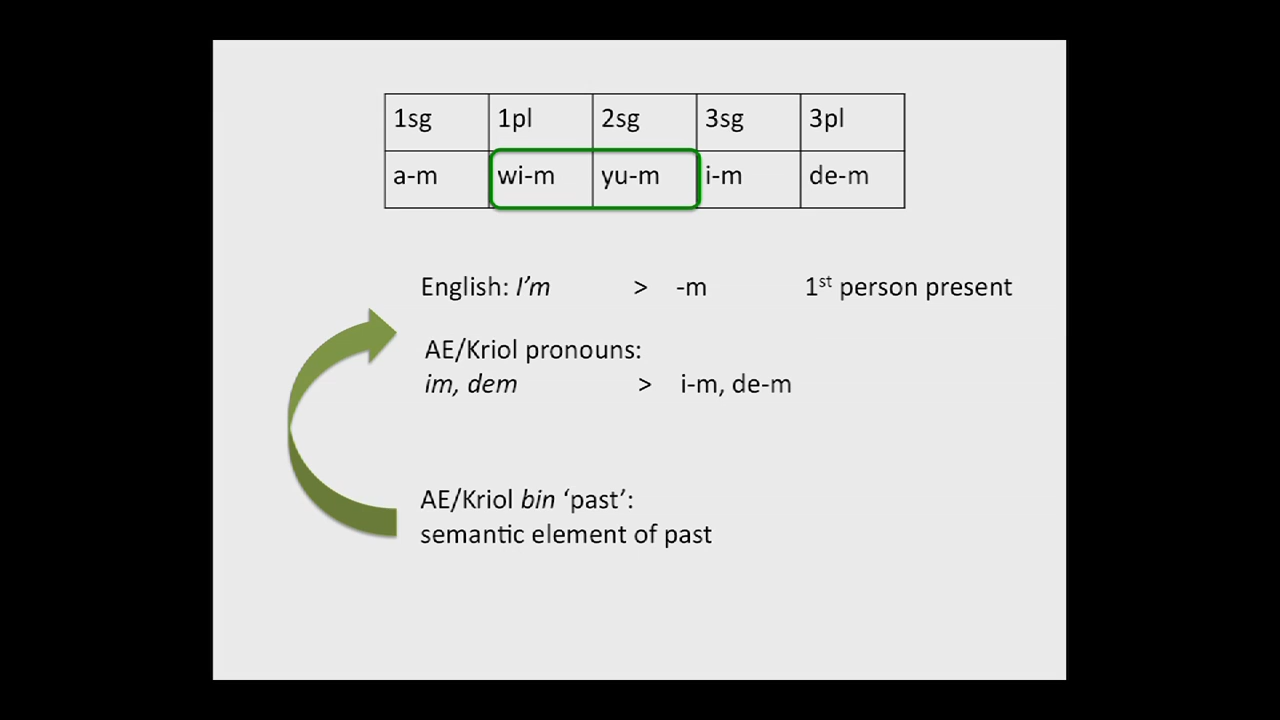 1sg 1pl 2sg 3sg 3pl
a-m wi-m yu-m i-m de-m
English: I’m > -m 1st person present
AE/Kriol pronouns:
im, dem > i-m, de-m
AE/Kriol bin ‘past’:
semantic element of past